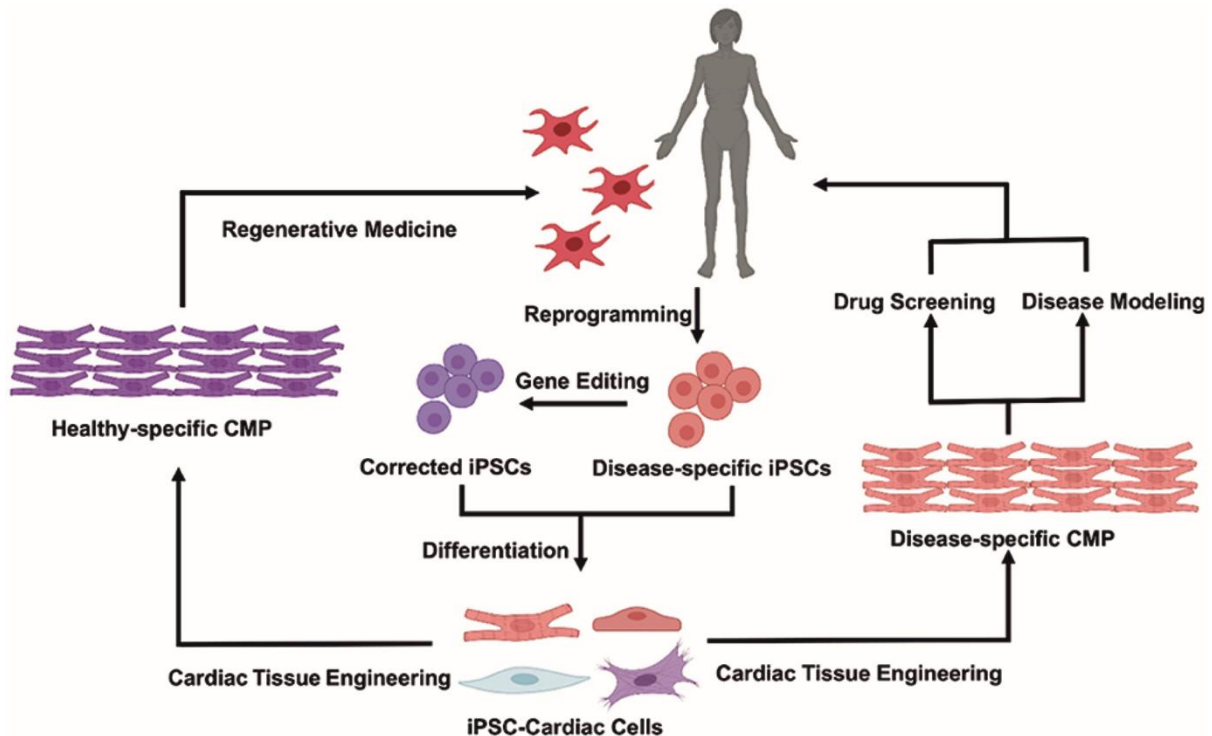 Regenerative Medicine
Reprogramming
Drug Screening
Disease Modeling
Gene Editing
Healthy-specific CMP
Corrected iPSCs
Disease-specific iPSCs
Disease-specific CMP
Differentiation
Cardiac Tissue Engineering
Cardiac Tissue Engineering
iPSC-Cardiac Cells